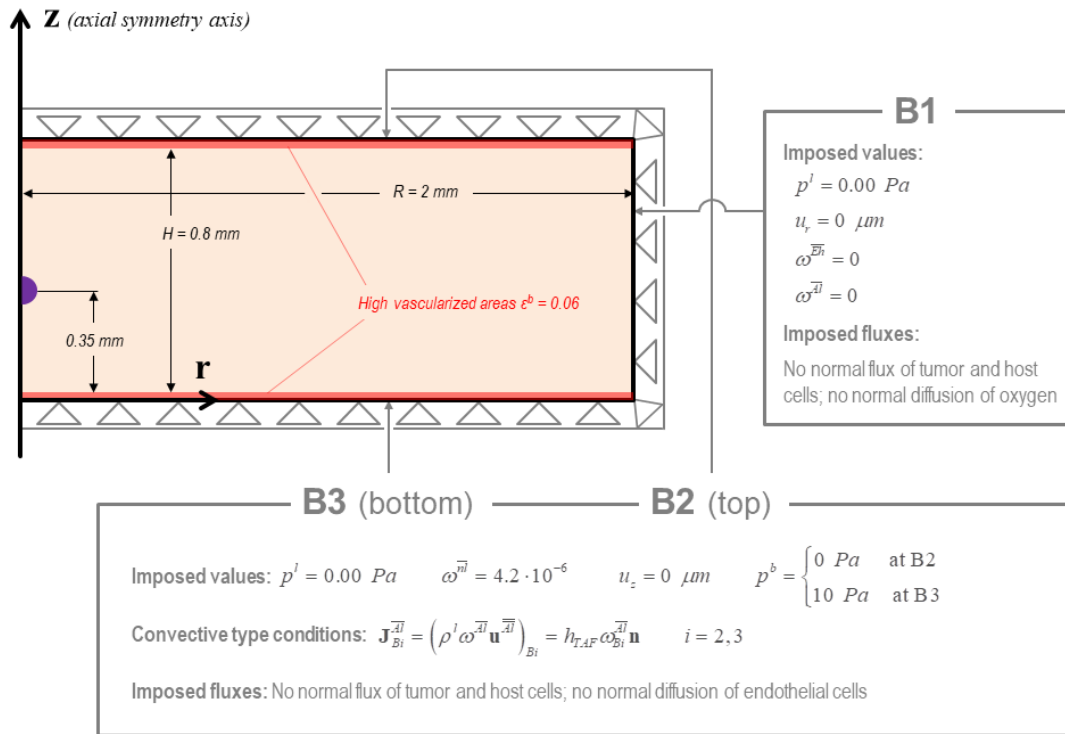 z (axial symmetry axis)
R = 2 mm
H = 0.8 mm
High vascularized areas ε^b = 0.06
0.35 mm
r
B1
Imposed values:
p^l = 0.00 Pa
u_r = 0 μm
ω^{\overline{Eh}} = 0
ω^{\overline{Al}} = 0
Imposed fluxes:
No normal flux of tumor and host
cells; no normal diffusion of oxygen
B3 (bottom) B2 (top)
Imposed values: p^l = 0.00 Pa ω^{\overline{nl}} = 4.2·10^{-6} u_z = 0 μm p^b = { 0 Pa at B2
10 Pa at B3
Convective type conditions: J_{Bi}^{\overline{Al}} = (ρ^l ω^{\overline{Al}} u^{\overline{\overline{Al}}})_{Bi} = h_{TAF} ω_{Bi}^{\overline{Al}} n i = 2,3
Imposed fluxes: No normal flux of tumor and host cells; no normal diffusion of endothelial cells